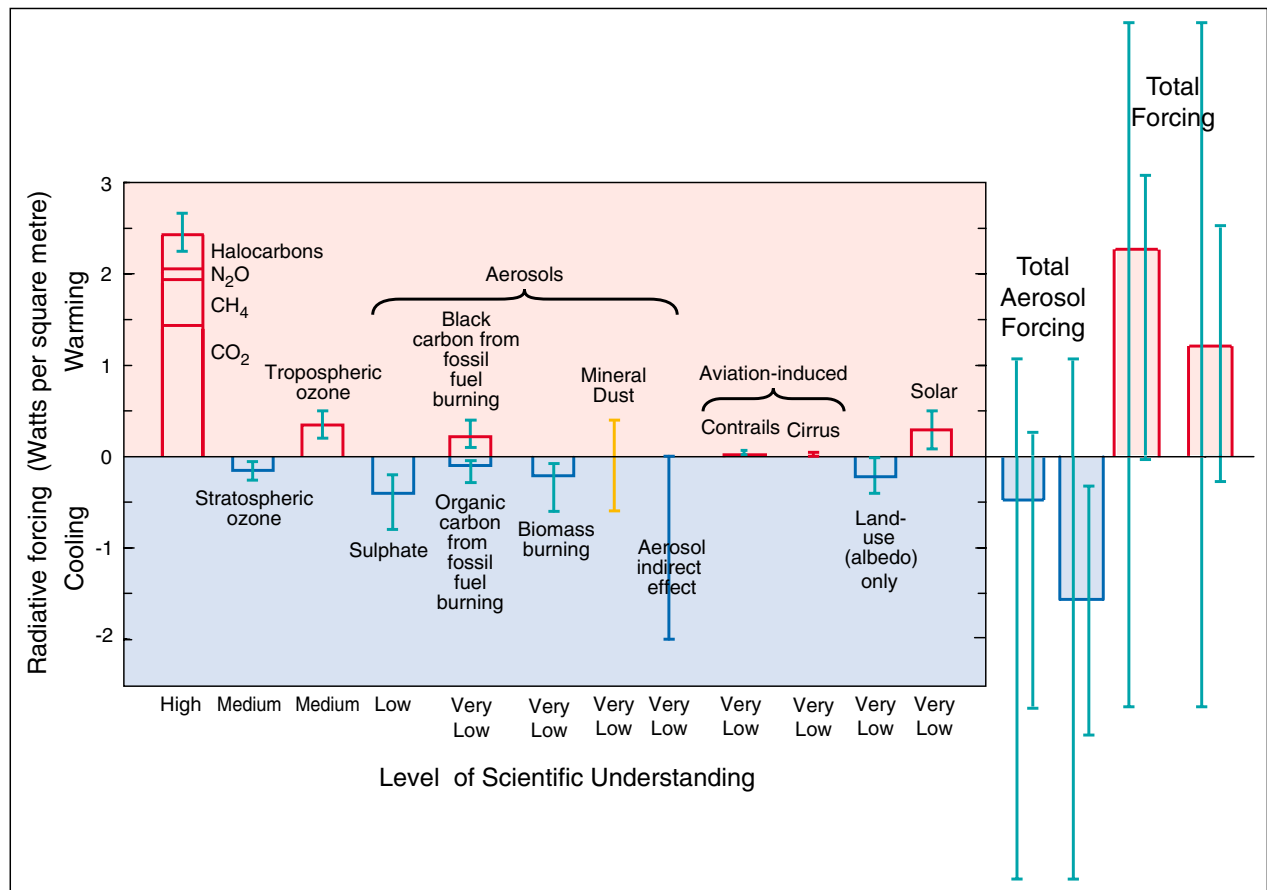 Total
Forcing
Radiative forcing (Watts per square metre)
Cooling Warming
3
2
1
0
-1
-2
Halocarbons
N₂O
CH₄
CO₂
Aerosols
Black
carbon from
fossil
fuel
burning
Tropospheric
ozone
Mineral
Dust
Aviation-induced
Contrails
Cirrus
Solar
Total
Aerosol
Forcing
Stratospheric
ozone
Sulphate
Organic
carbon
from
fossil
fuel
burning
Biomass
burning
Aerosol
indirect
effect
Land-
use
(albedo)
only
High
Medium
Medium
Low
Very
Low
Very
Low
Very
Low
Very
Low
Very
Low
Very
Low
Very
Low
Very
Low
Level of Scientific Understanding